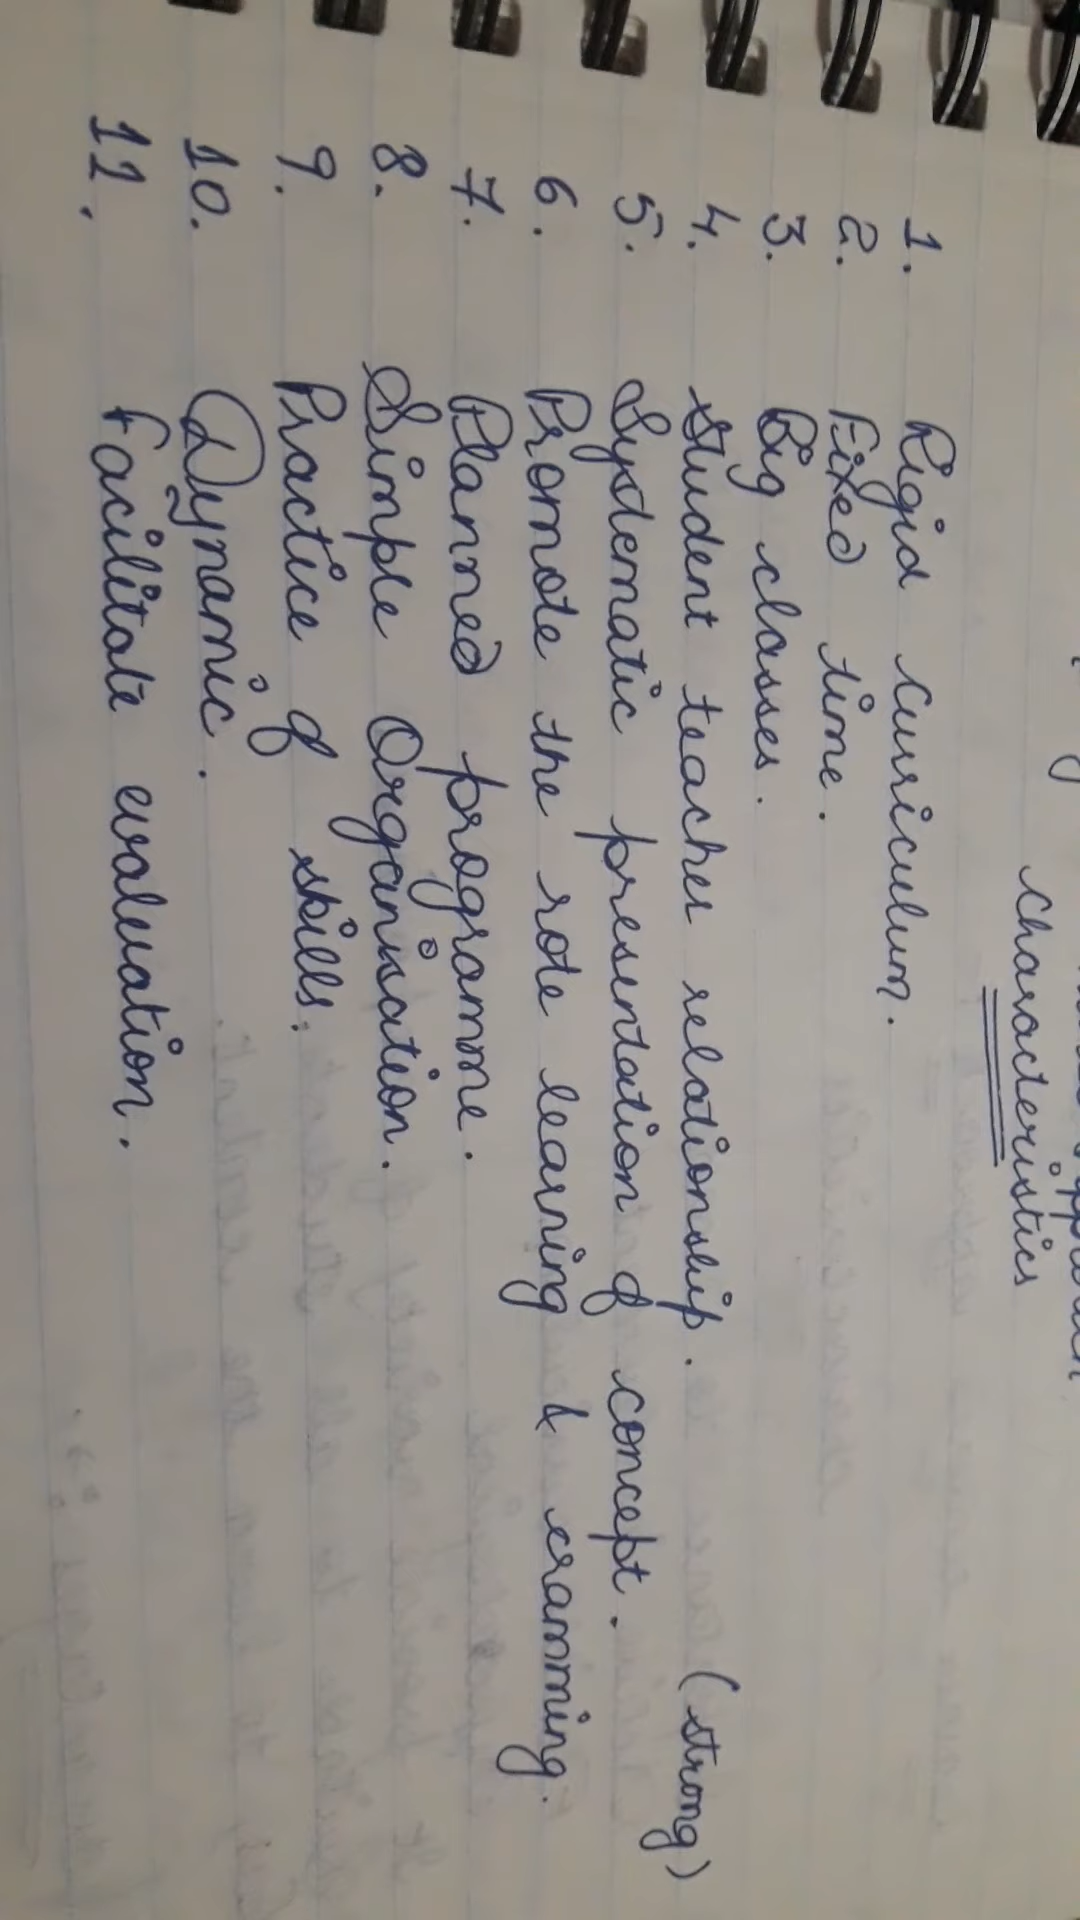 characteristics
1. Rigid curriculum.
2. Fixed time.
3. Big classes.
4. Student teacher relationship. (strong)
5. Systematic presentation of concept.
6. Promote the rote learning & cramming.
7. Planned programme.
8. Simple Organisation.
9. Practice of skills.
10. Dynamic.
11. Facilitate evaluation.